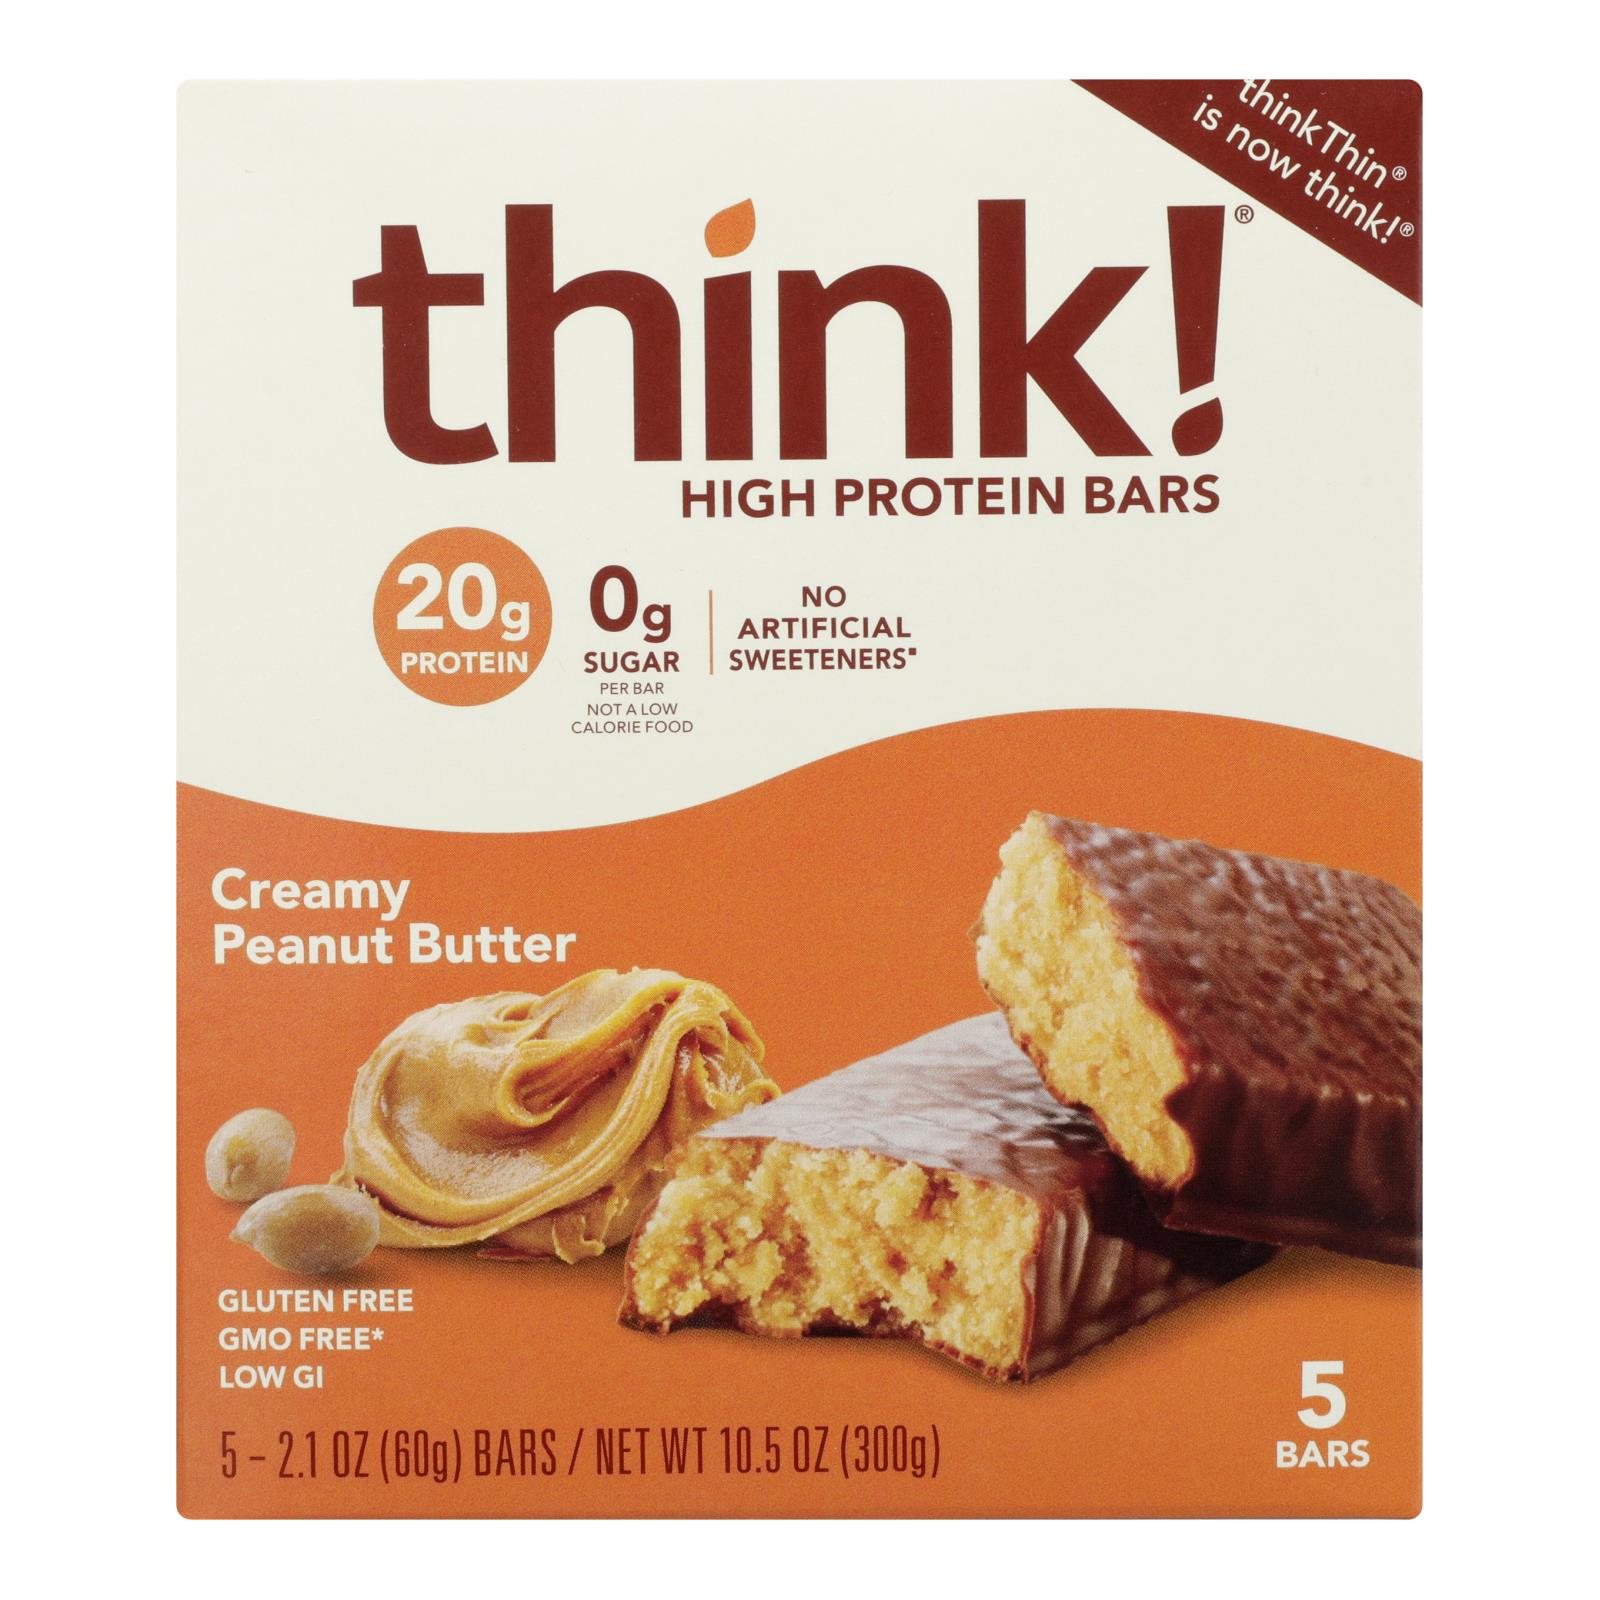 thinkThin®
is now think!®
think!®
HIGH PROTEIN BARS
20g
PROTEIN
0g
SUGAR
PER BAR
NOT A LOW
CALORIE FOOD
NO
ARTIFICIAL
SWEETENERS▪
Creamy
Peanut Butter
GLUTEN FREE
GMO FREE*
LOW GI
5 – 2.1 OZ (60g) BARS / NET WT 10.5 OZ (300g)
5
BARS